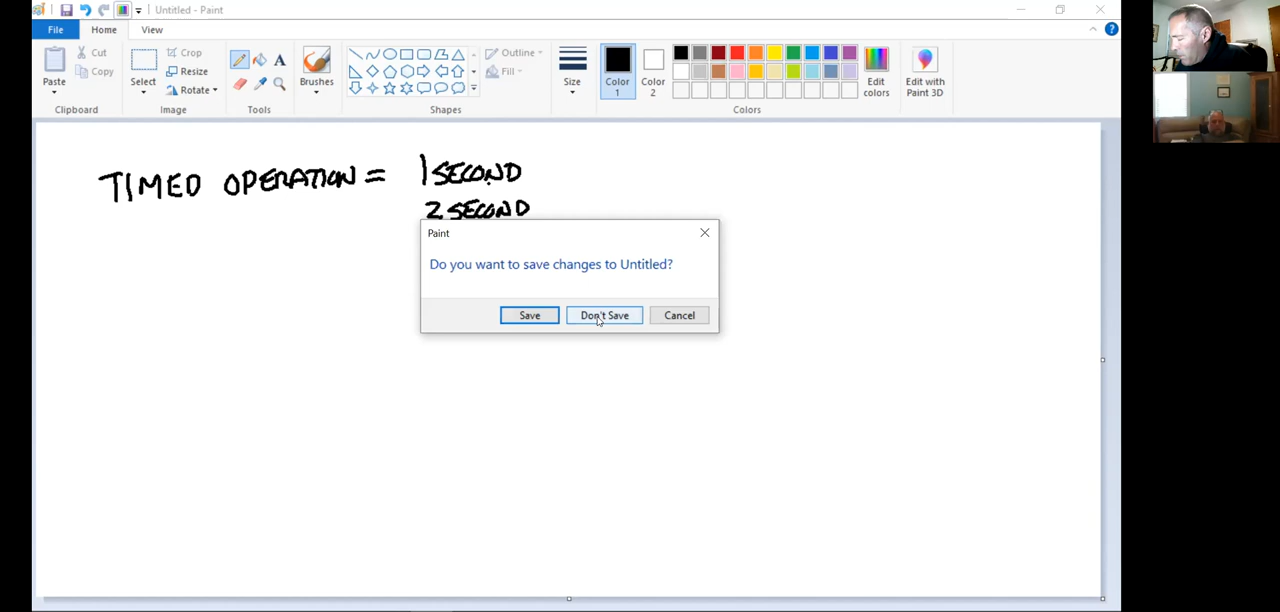 Untitled - Paint
File
Home
View
Paste
Cut
Copy
Clipboard
Select
Crop
Resize
Rotate
Image
Tools
Brushes
Shapes
Outline
Fill
Size
Color 1
Color 2
Colors
Edit colors
Edit with Paint 3D
TIMED OPERATION = 1 SECOND
2 SECOND
Paint
Do you want to save changes to Untitled?
Save
Don't Save
Cancel